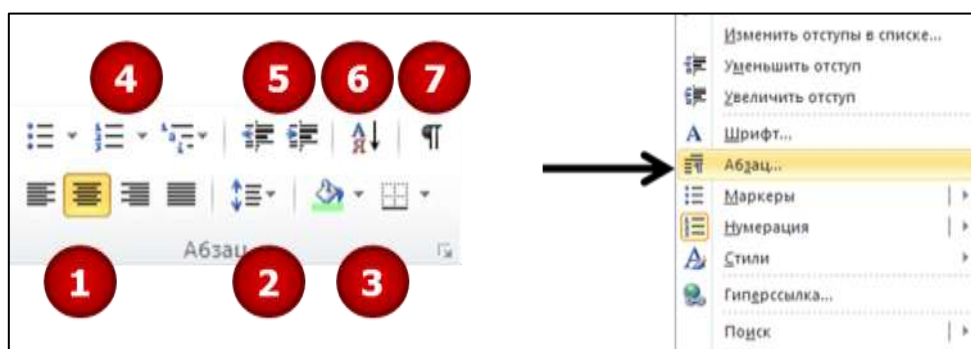 4
5
6
7
Абзац
1
2
3
Изменить отступы в списке...
Уменьшить отступ
Увеличить отступ
Шрифт...
Абзац...
Маркеры
Нумерация
Стили
Гиперссылка...
Поиск